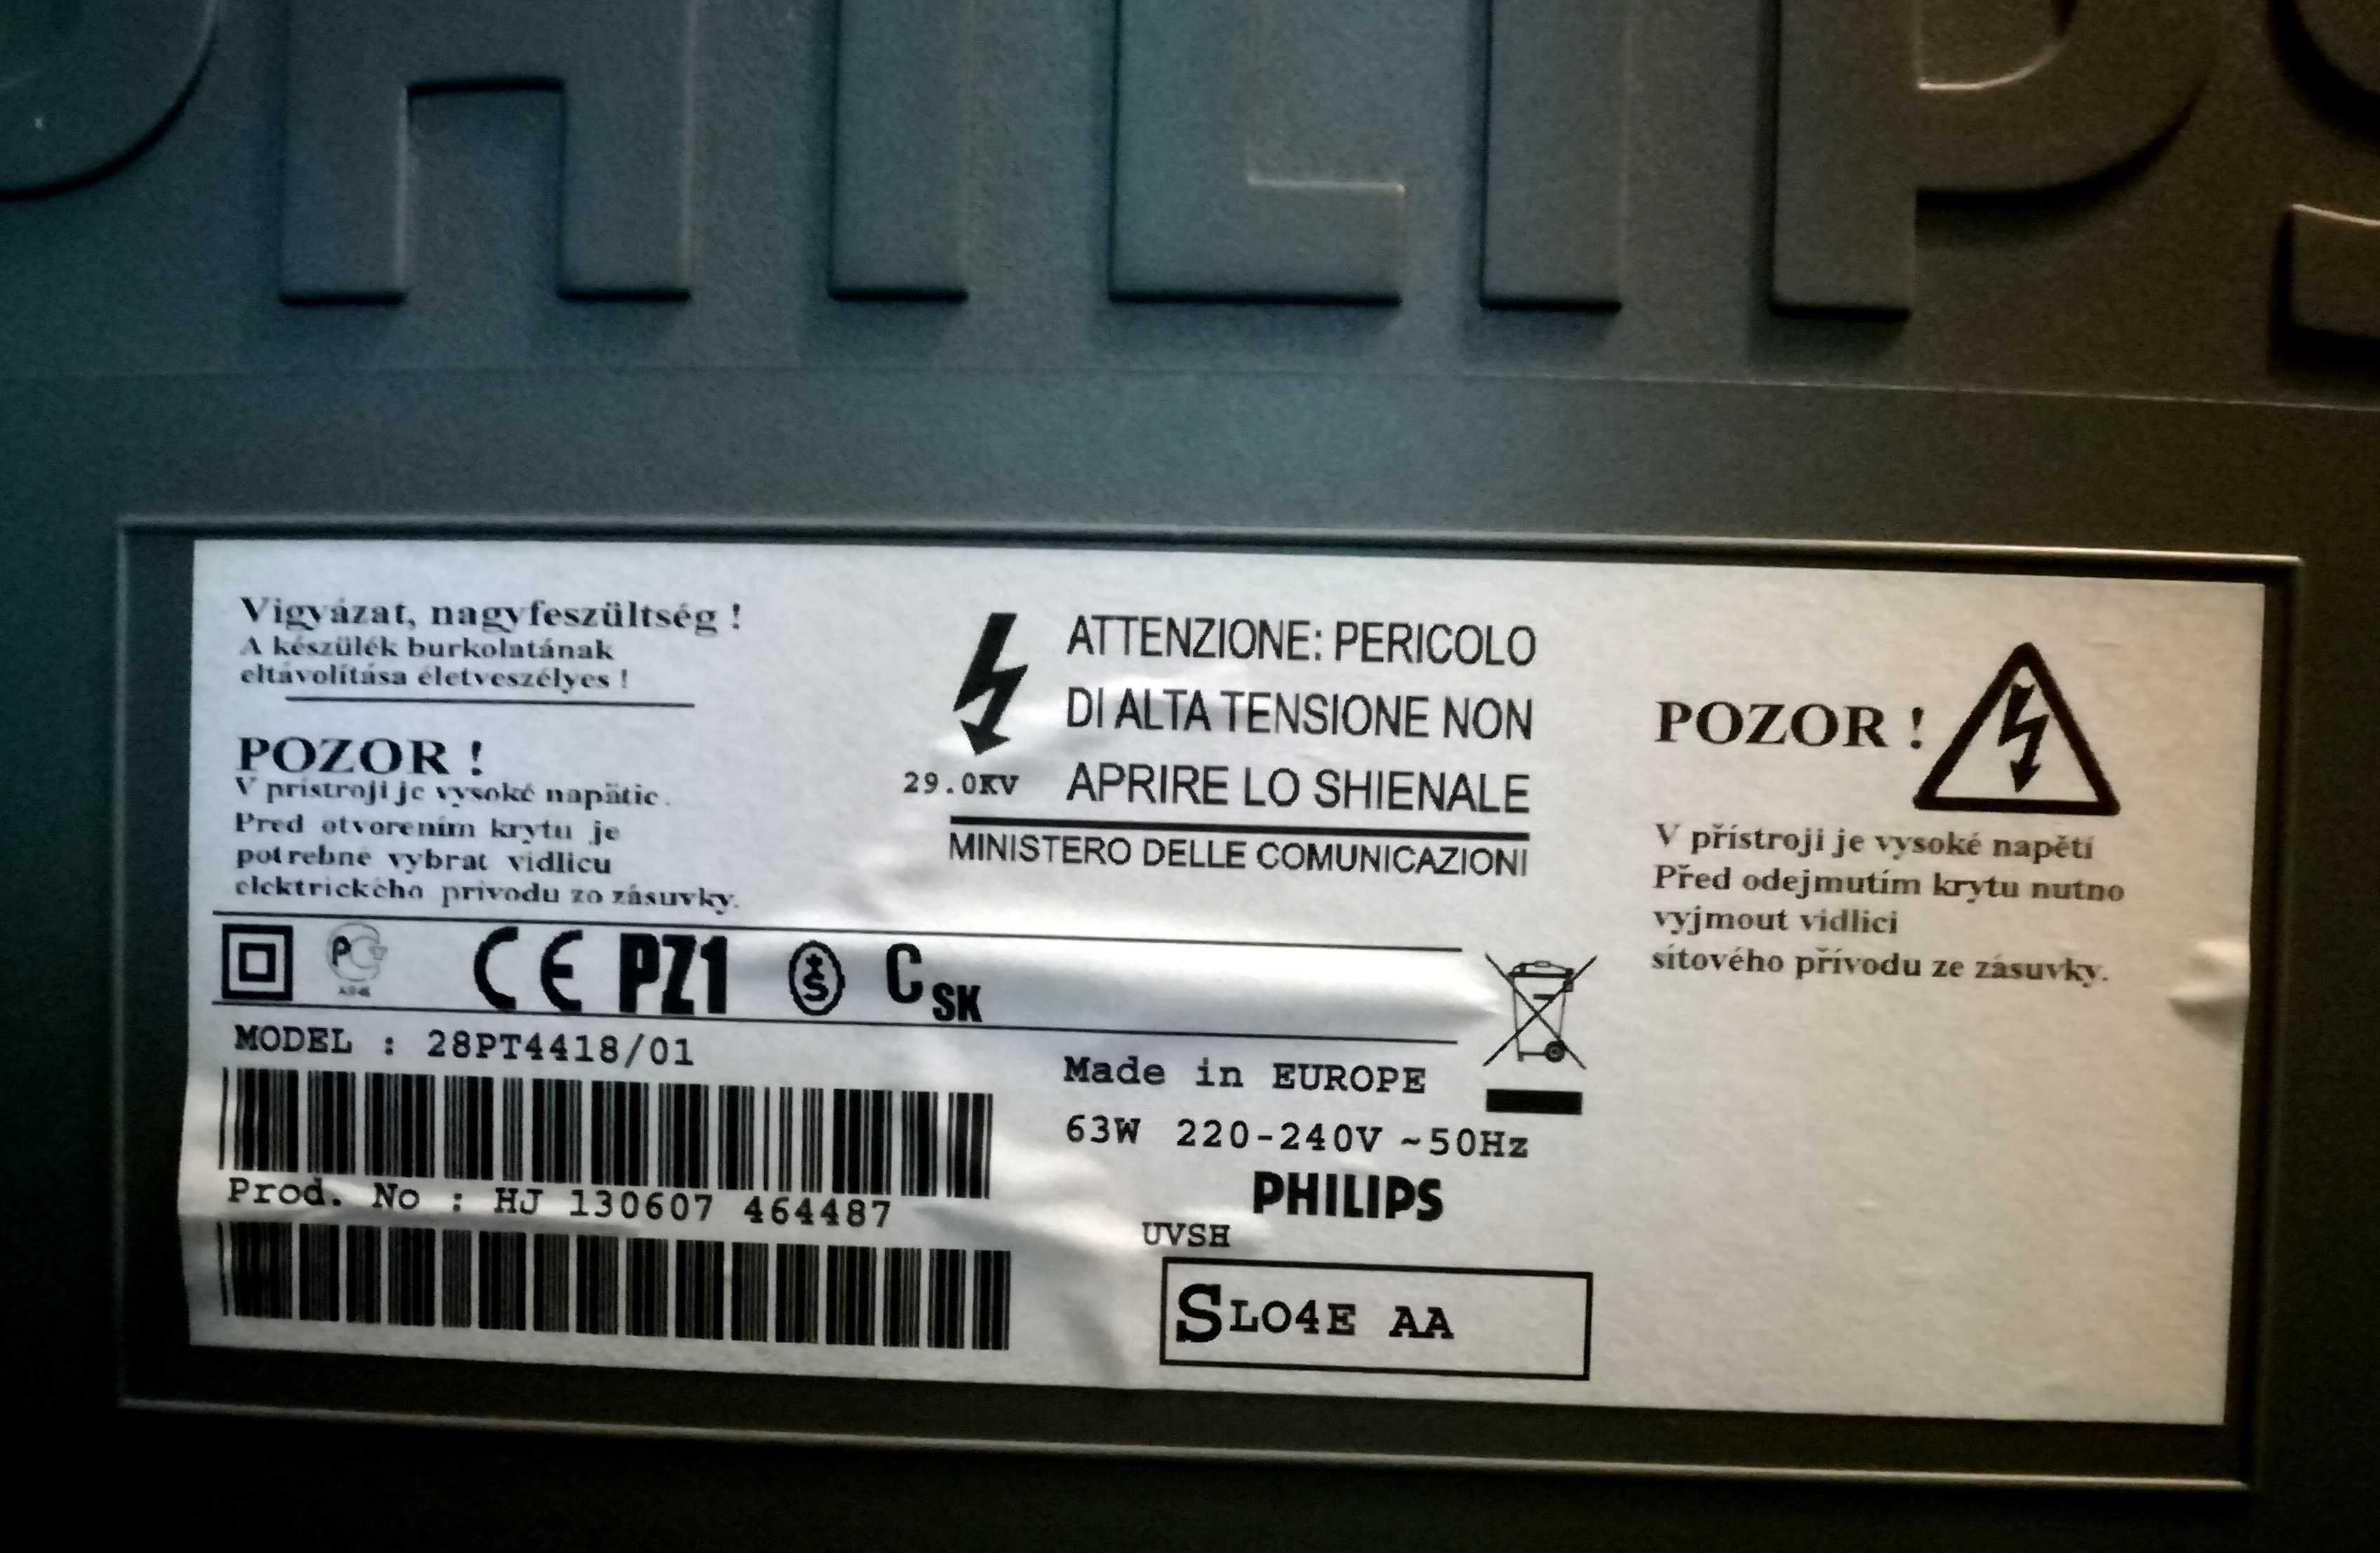 PHILIPS
Vigyázat, nagyfeszültség !
A készülék burkolatának
eltávolítása életveszélyes !
POZOR !
V prístroji je vysoké napätie.
Pred otvorením krytu je
potrebné vybrat vidlicu
elektrického prívodu zo zásuvky.
29.0KV
ATTENZIONE: PERICOLO
DI ALTA TENSIONE NON
APRIRE LO SHIENALE
MINISTERO DELLE COMUNICAZIONI
POZOR !
V přístroji je vysoké napětí
Před odejmutím krytu nutno
vyjmout vidlici
sítového přívodu ze zásuvky.
CE PZ1 S C SK
MODEL : 28PT4418/01
Prod. No : HJ 130607 464487
Made in EUROPE
63W 220-240V ~50Hz
PHILIPS
UVSH
SL04E AA